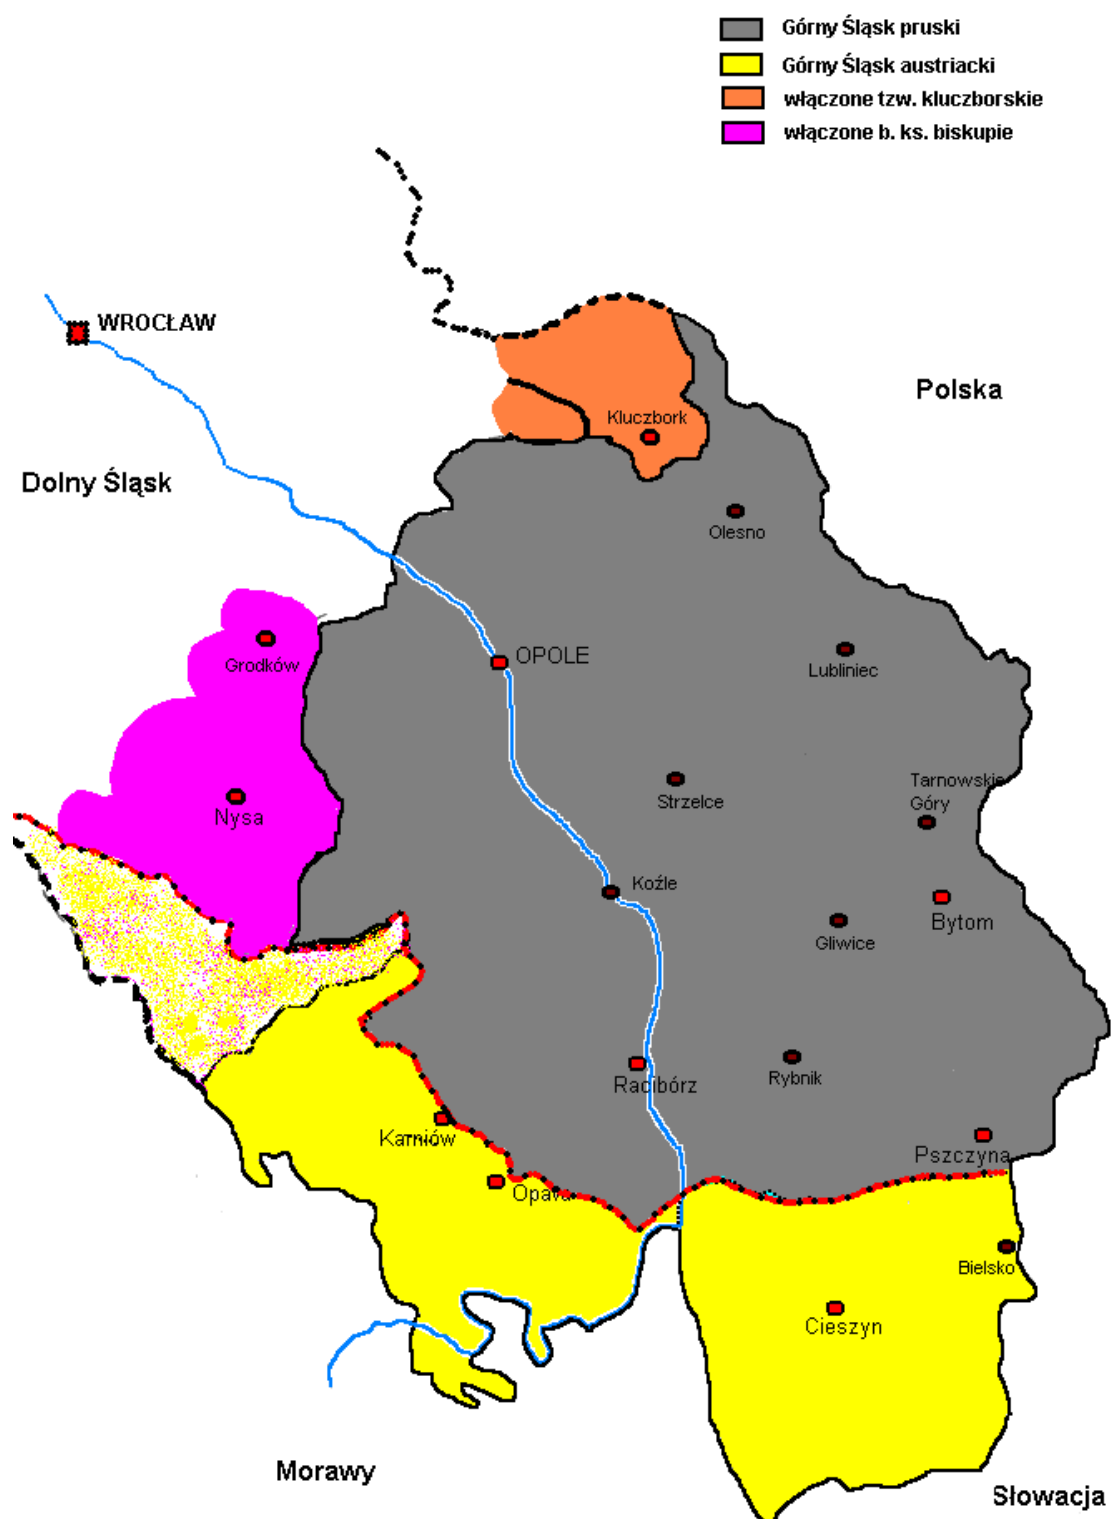 Górny Śląsk pruski
Górny Śląsk austriacki
włączone tzw. kluczborskie
włączone b. ks. biskupie
WROCŁAW
Polska
Kluczbork
Dolny Śląsk
Olesno
OPOLE
Grodków
Lubliniec
Tarnowskie
Góry
Strzelce
Nysa
Koźle
Bytom
Gliwice
Racibórz
Rybnik
Karniów
Pszczyna
Opava
Bielsko
Cieszyn
Morawy
Słowacja